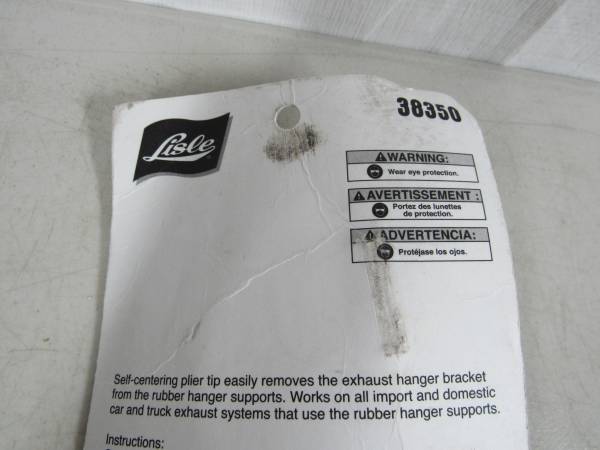 38350
Lisle
WARNING:
Wear eye protection.
AVERTISSEMENT :
Portez des lunettes
de protection.
ADVERTENCIA:
Protéjase los ojos.
Self-centering plier tip easily removes the exhaust hanger bracket
from the rubber hanger supports. Works on all import and domestic
car and truck exhaust systems that use the rubber hanger supports.
Instructions: